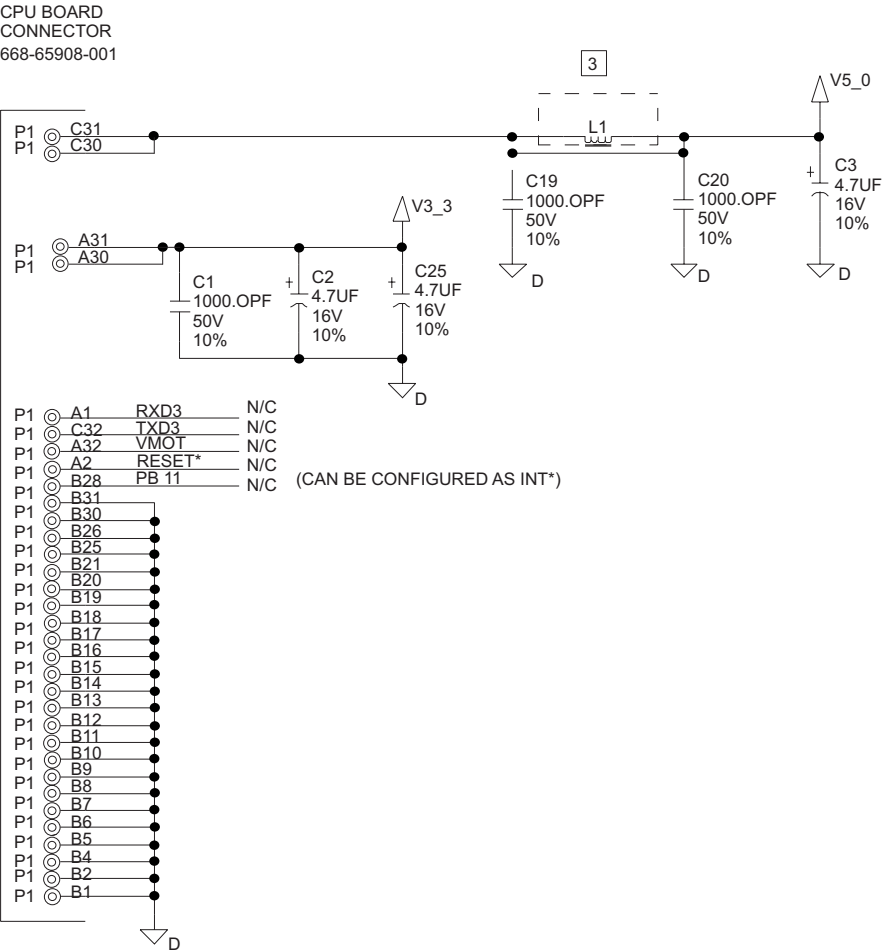 CPU BOARD
CONNECTOR
668-65908-001
3
V5_0
P1 C31
P1 C30
L1
C19
1000.OPF
50V
10%
D
C20
1000.OPF
50V
10%
D
C3
+ 4.7UF
16V
10%
D
V3_3
P1 A31
P1 A30
C1
1000.OPF
50V
10%
+ C2
4.7UF
16V
10%
+ C25
4.7UF
16V
10%
D
P1 A1 RXD3 N/C
P1 C32 TXD3 N/C
P1 A32 VMOT N/C
P1 A2 RESET* N/C
P1 B28 PB 11 N/C (CAN BE CONFIGURED AS INT*)
P1 B31
P1 B30
P1 B26
P1 B25
P1 B21
P1 B20
P1 B19
P1 B18
P1 B17
P1 B16
P1 B15
P1 B14
P1 B13
P1 B12
P1 B11
P1 B10
P1 B9
P1 B8
P1 B7
P1 B6
P1 B5
P1 B4
P1 B2
P1 B1
D